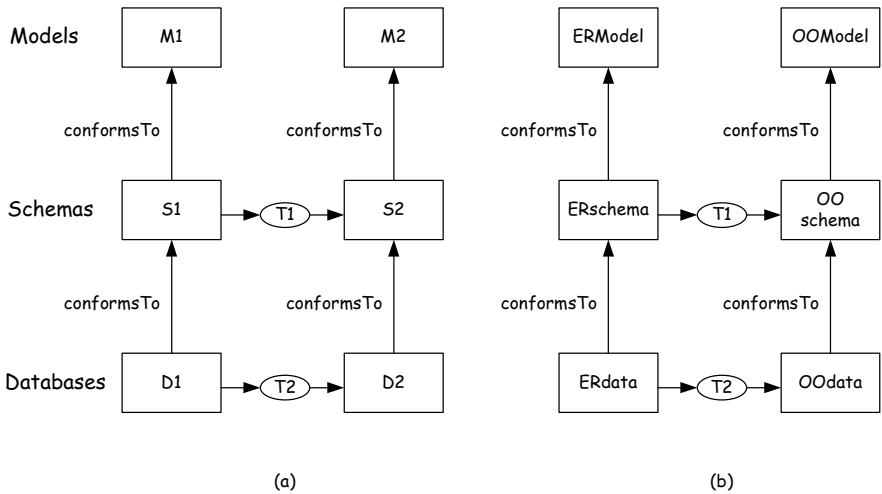 Models
M1
M2
ERModel
OOModel
conformsTo
conformsTo
conformsTo
conformsTo
Schemas
S1
T1
S2
ERschema
T1
OO
schema
conformsTo
conformsTo
conformsTo
conformsTo
Databases
D1
T2
D2
ERdata
T2
OOdata
(a)
(b)